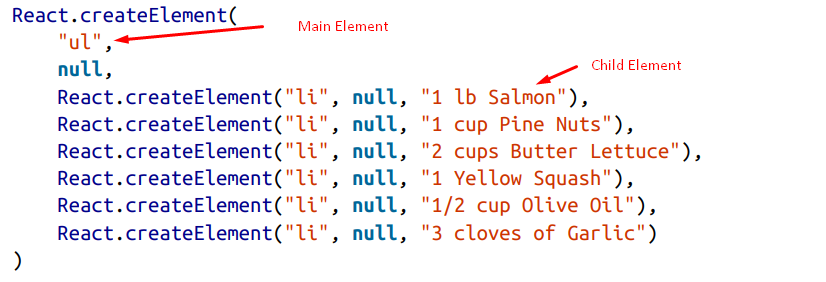 React.createElement(
Main Element
"ul",
null,
Child Element
React.createElement("li", null, "1 lb Salmon"),
React.createElement("li", null, "1 cup Pine Nuts"),
React.createElement("li", null, "2 cups Butter Lettuce"),
React.createElement("li", null, "1 Yellow Squash"),
React.createElement("li", null, "1/2 cup Olive Oil"),
React.createElement("li", null, "3 cloves of Garlic")
)